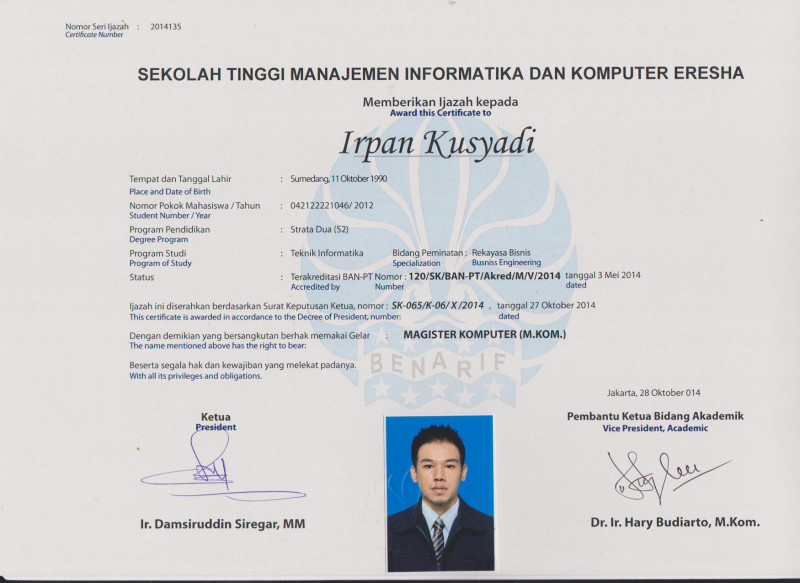 Nomor Seri Ijazah : 2014135
Certificate Number
SEKOLAH TINGGI MANAJEMEN INFORMATIKA DAN KOMPUTER ERESHA
Memberikan Ijazah kepada
Award this Certificate to
Irpan Kusyadi
Tempat dan Tanggal Lahir : Sumedang, 11 Oktober 1990
Place and Date of Birth
Nomor Pokok Mahasiswa / Tahun : 042122221046/ 2012
Student Number / Year
Program Pendidikan : Strata Dua (S2)
Degree Program
Program Studi : Teknik Informatika Bidang Peminatan : Rekayasa Bisnis
Program of Study Specialization Busniss Engineering
Status : Terakreditasi BAN-PT Nomor : 120/SK/BAN-PT/Akred/M/V/2014 tanggal 3 Mei 2014
Accredited by Number dated
Ijazah ini diserahkan berdasarkan Surat Keputusan Ketua, nomor : SK-065/K-06/X/2014 , tanggal 27 Oktober 2014
This certificate is awarded in accordance to the Decree of President, number: dated
Dengan demikian yang bersangkutan berhak memakai Gelar : MAGISTER KOMPUTER (M.KOM.)
The name mentioned above has the right to bear:
Beserta segala hak dan kewajiban yang melekat padanya.
With all its privileges and obligations.
BENARIF
Jakarta, 28 Oktober 014
Ketua
President
Pembantu Ketua Bidang Akademik
Vice President, Academic
Ir. Damsiruddin Siregar, MM
Dr. Ir. Hary Budiarto, M.Kom.